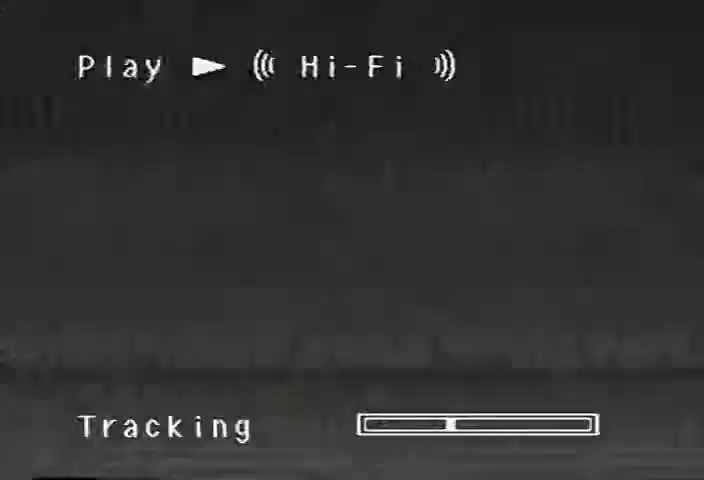 Play ► ((( Hi-Fi )))
Tracking